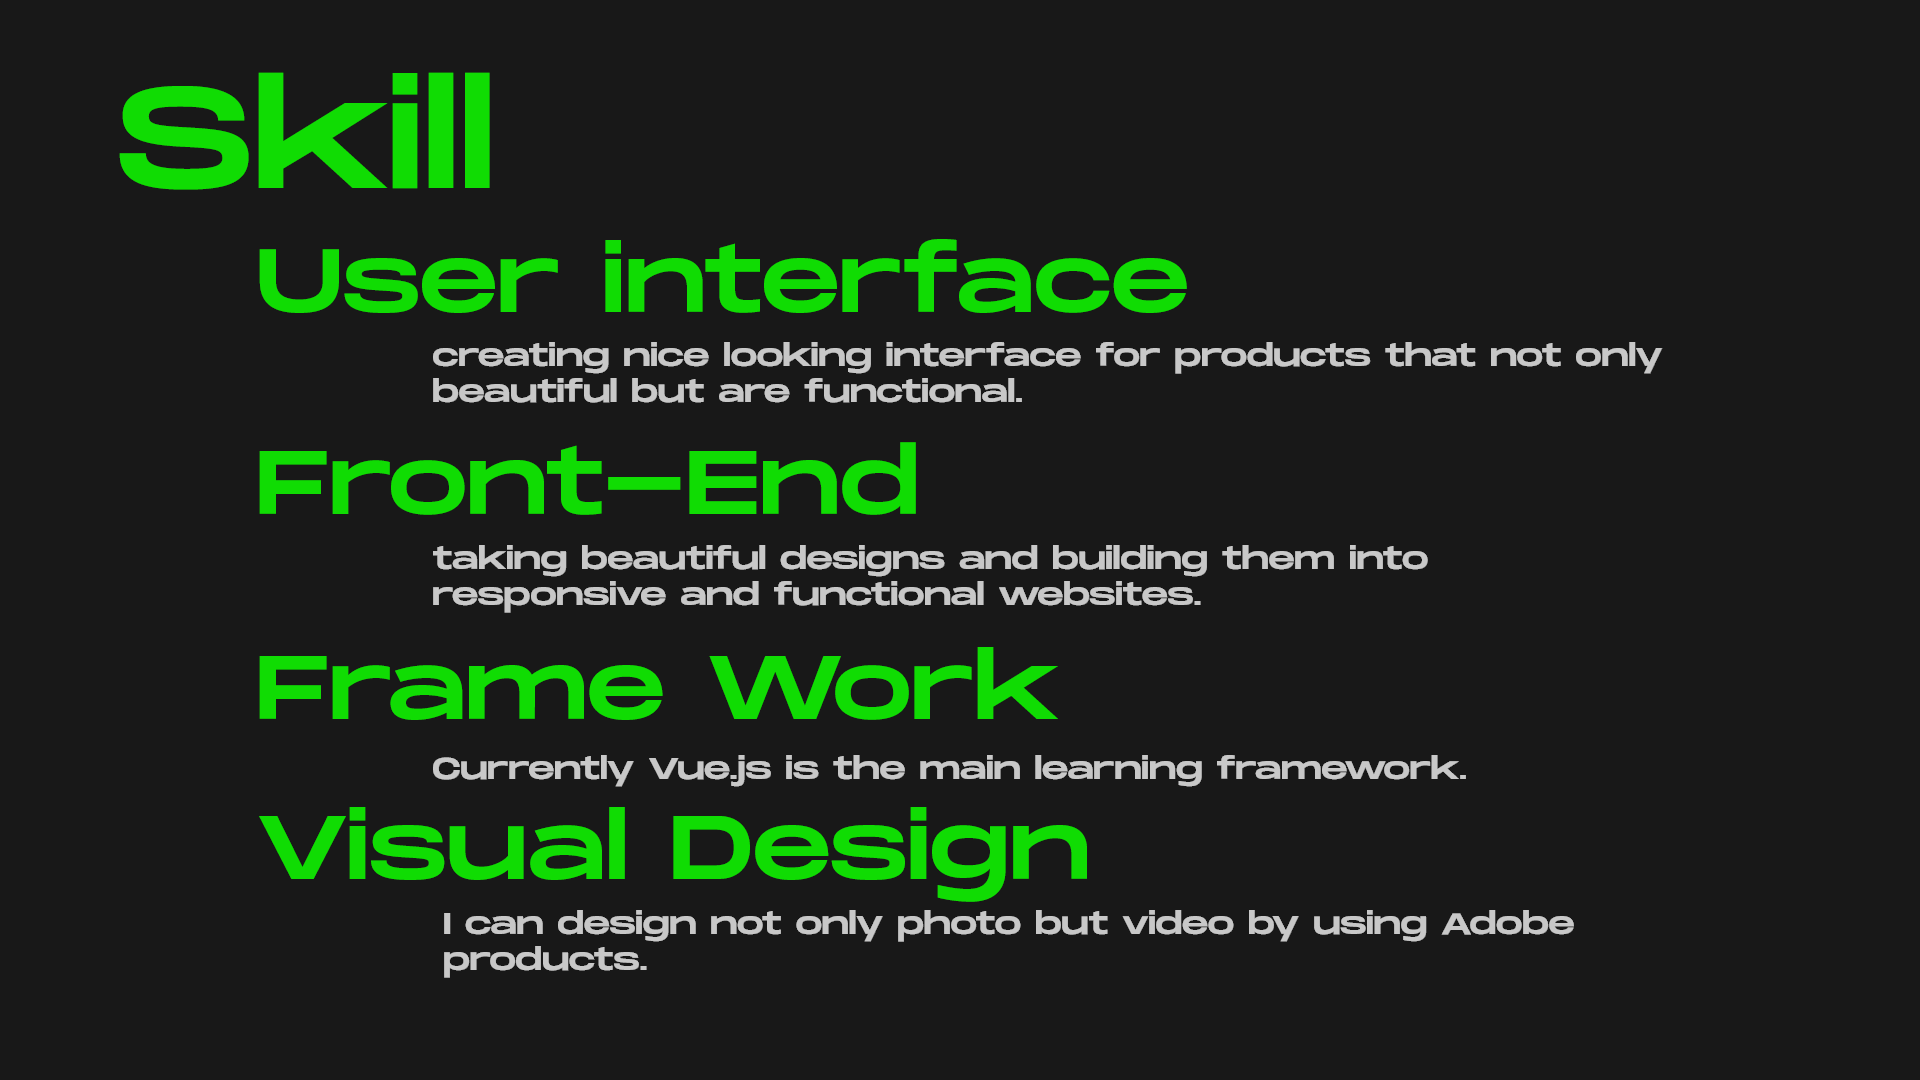 Skill
User interface
creating nice looking interface for products that not only
beautiful but are functional.
Front-End
taking beautiful designs and building them into
responsive and functional websites.
Frame Work
Currently Vue.js is the main learning framework.
Visual Design
I can design not only photo but video by using Adobe
products.